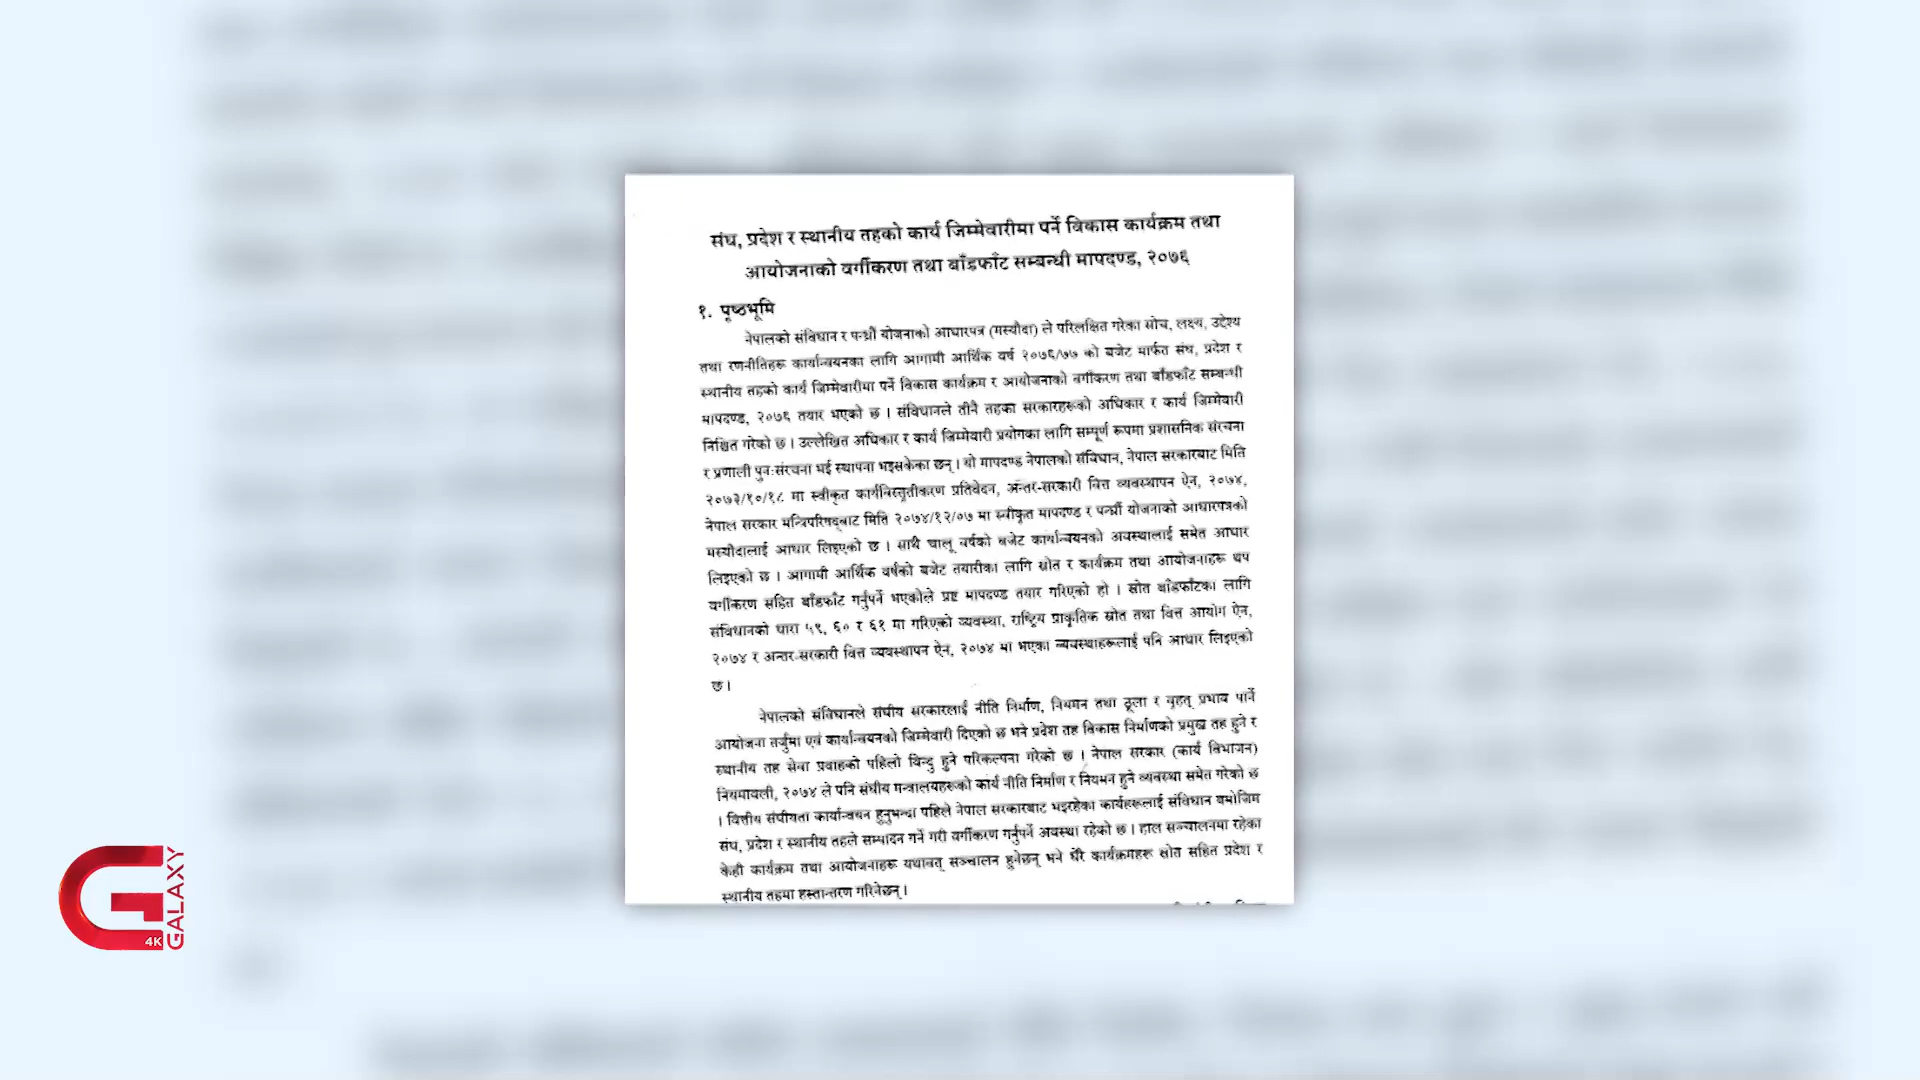 संघ, प्रदेश र स्थानीय तहको कार्य जिम्मेवारीमा पर्ने विकास कार्यक्रम तथा
आयोजनाको वर्गीकरण तथा बाँडफाँट सम्बन्धी मापदण्ड, २०७६
१. पृष्ठभूमि
नेपालको संविधान र पन्ध्रौं योजनाको आधारपत्र (मस्यौदा) ले परिलक्षित गरेका सोच, लक्ष्य, उद्देश्य
तथा रणनीतिहरू कार्यान्वयनका लागि आगामी आर्थिक वर्ष २०७६/७७ को बजेट मार्फत संघ, प्रदेश र
स्थानीय तहको कार्य जिम्मेवारीमा पर्ने विकास कार्यक्रम र आयोजनाको वर्गीकरण तथा बाँडफाँट सम्बन्धी
मापदण्ड, २०७६ तयार भएको छ । संविधानले तीनै तहका सरकारहरूको अधिकार र कार्य जिम्मेवारी
निश्चित गरेको छ । उल्लेखित अधिकार र कार्य जिम्मेवारी प्रयोगका लागि सम्पूर्ण रूपमा प्रशासनिक संरचना
र प्रणाली पुनःसंरचना भई स्थापना भइसकेका छन् । यो मापदण्ड नेपालको संविधान, नेपाल सरकारबाट मिति
२०७३/१०/१८ मा स्वीकृत कार्यविस्तृतीकरण प्रतिवेदन, अन्तर-सरकारी वित्त व्यवस्थापन ऐन, २०७४,
नेपाल सरकार मन्त्रिपरिषद्बाट मिति २०७४/१२/०७ मा स्वीकृत मापदण्ड र पन्ध्रौं योजनाको आधारपत्रको
मस्यौदालाई आधार लिइएको छ । साथै चालू वर्षको बजेट कार्यान्वयनको अवस्थालाई समेत आधार
लिइएको छ । आगामी आर्थिक वर्षको बजेट तयारीका लागि स्रोत र कार्यक्रम तथा आयोजनाहरू थप
वर्गीकरण सहित बाँडफाँट गर्नुपर्ने भएकोले प्रष्ट मापदण्ड तयार गरिएको हो । स्रोत बाँडफाँटका लागि
संविधानको धारा ५९, ६० र ६१ मा गरिएको व्यवस्था, राष्ट्रिय प्राकृतिक स्रोत तथा वित्त आयोग ऐन,
२०७४ र अन्तर-सरकारी वित्त व्यवस्थापन ऐन, २०७४ मा भएका व्यवस्थाहरूलाई पनि आधार लिइएको
छ ।
नेपालको संविधानले संघीय सरकारलाई नीति निर्माण, नियमन तथा ठूला र वृहत् प्रभाव पार्ने
आयोजना तर्जुमा एवं कार्यान्वयनको जिम्मेवारी दिएको छ भने प्रदेश तह विकास निर्माणको प्रमुख तह हुने र
स्थानीय तह सेवा प्रवाहको पहिलो विन्दु हुने परिकल्पना गरेको छ । नेपाल सरकार (कार्य विभाजन)
नियमावली, २०७४ ले पनि संघीय मन्त्रालयहरूको कार्य नीति निर्माण र नियमन हुने व्यवस्था समेत गरेको छ
। वित्तीय संघीयता कार्यान्वयन हुनुभन्दा पहिले नेपाल सरकारबाट भइरहेका कार्यहरूलाई संविधान बमोजिम
संघ, प्रदेश र स्थानीय तहले सम्पादन गर्ने गरी वर्गीकरण गर्नुपर्ने अवस्था रहेको छ । हाल सञ्चालनमा रहेका
केही कार्यक्रम तथा आयोजनाहरू यथावत् सञ्चालन हुनेछन् भने धेरै कार्यक्रमहरू स्रोत सहित प्रदेश र
स्थानीय तहमा हस्तान्तरण गरिनेछन् ।
GALAXY
4K